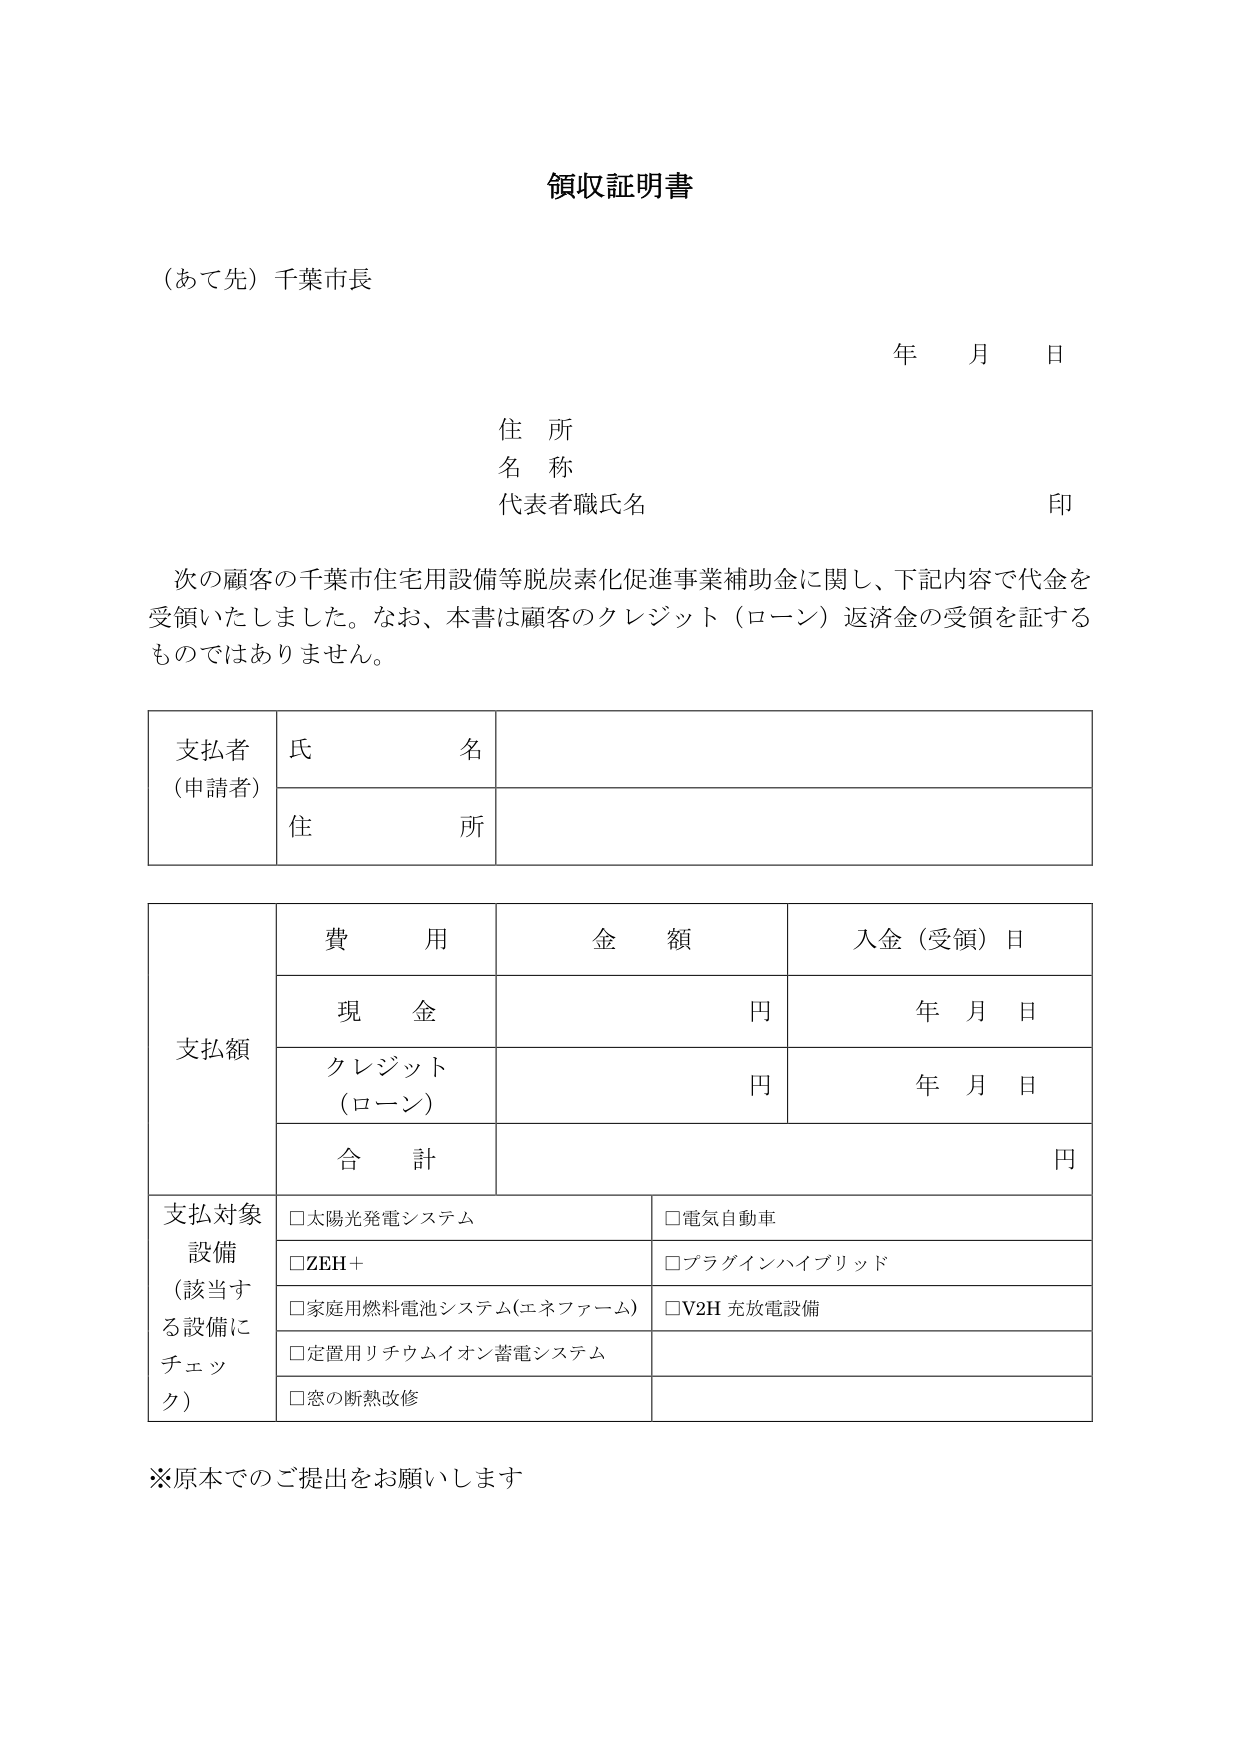 領収証明書
（あて先）千葉市長
年　　月　　日
住　所
名　称
代表者職氏名　　　　　　　　　　　　　　　　印
次の顧客の千葉市住宅用設備等脱炭素化促進事業補助金に関し、下記内容で代金を
受領いたしました。なお、本書は顧客のクレジット（ローン）返済金の受領を証する
ものではありません。
支払者
（申請者）
氏　　　　　　名
住　　　　　　所
支払額
費　　　用　　金　　額　　入金（受領）日
現　　金　　円　　年　月　日
クレジット
（ローン）
円　　年　月　日
合　　計　　円
支払対象
設備
（該当す
る設備に
チェッ
ク）
□太陽光発電システム　□電気自動車
□ZEH＋　□プラグインハイブリッド
□家庭用燃料電池システム(エネファーム)　□V2H 充放電設備
□定置用リチウムイオン蓄電システム
□窓の断熱改修
※原本でのご提出をお願いします